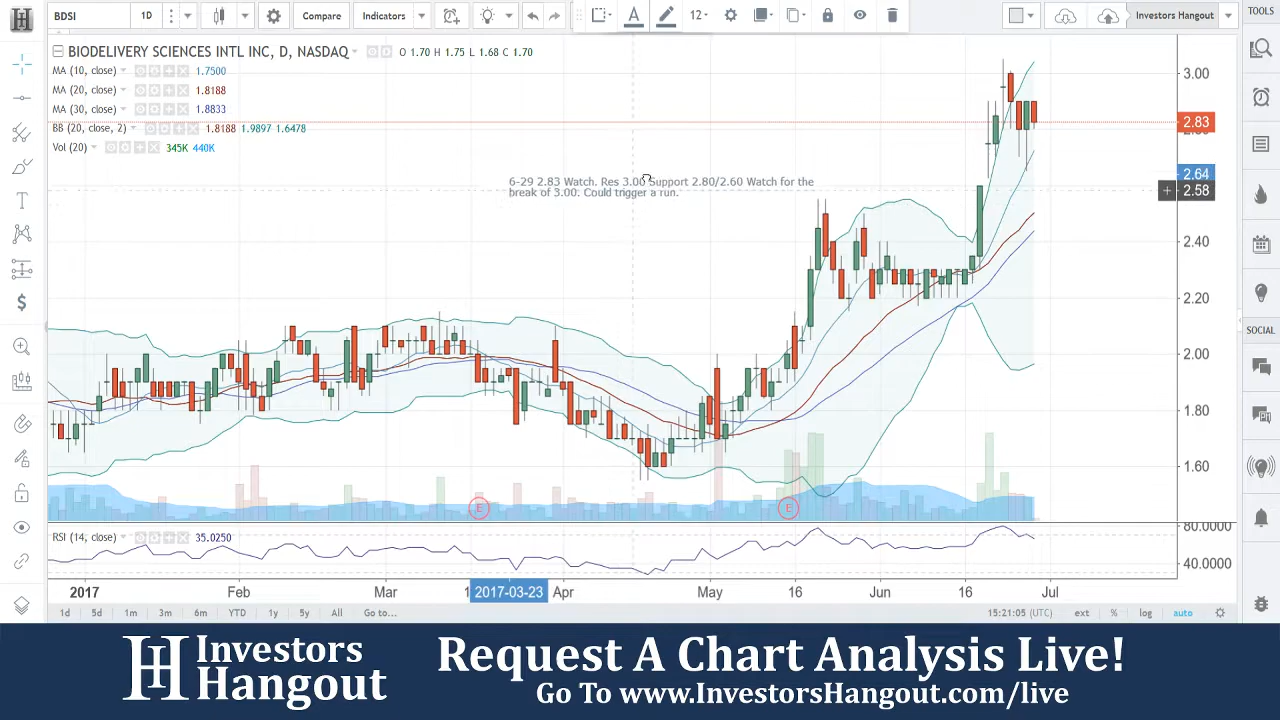 BDSI 1D Compare Indicators 12 Investors Hangout TOOLS
BIODELIVERY SCIENCES INTL INC, D, NASDAQ O 1.70 H 1.75 L 1.68 C 1.70
MA (10, close) 1.7500
MA (20, close) 1.8188
MA (30, close) 1.8833
BB (20, close, 2) 1.8188 1.9897 1.6478
Vol (20) 345K 440K
6-29 2.83 Watch. Res 3.00 Support 2.80/2.60 Watch for the
break of 3.00. Could trigger a run.
3.00
2.83
2.64
2.58
2.40
2.20
2.00
1.80
1.60
SOCIAL
E E
RSI (14, close) 35.0250
80.0000
40.0000
2017 Feb Mar 2017-03-23 Apr May 16 Jun 16 Jul
1d 5d 1m 3m 6m YTD 1y 5y All Go to... 15:21:05 (UTC) ext % log auto
Investors
Hangout
Request A Chart Analysis Live!
Go To www.InvestorsHangout.com/live